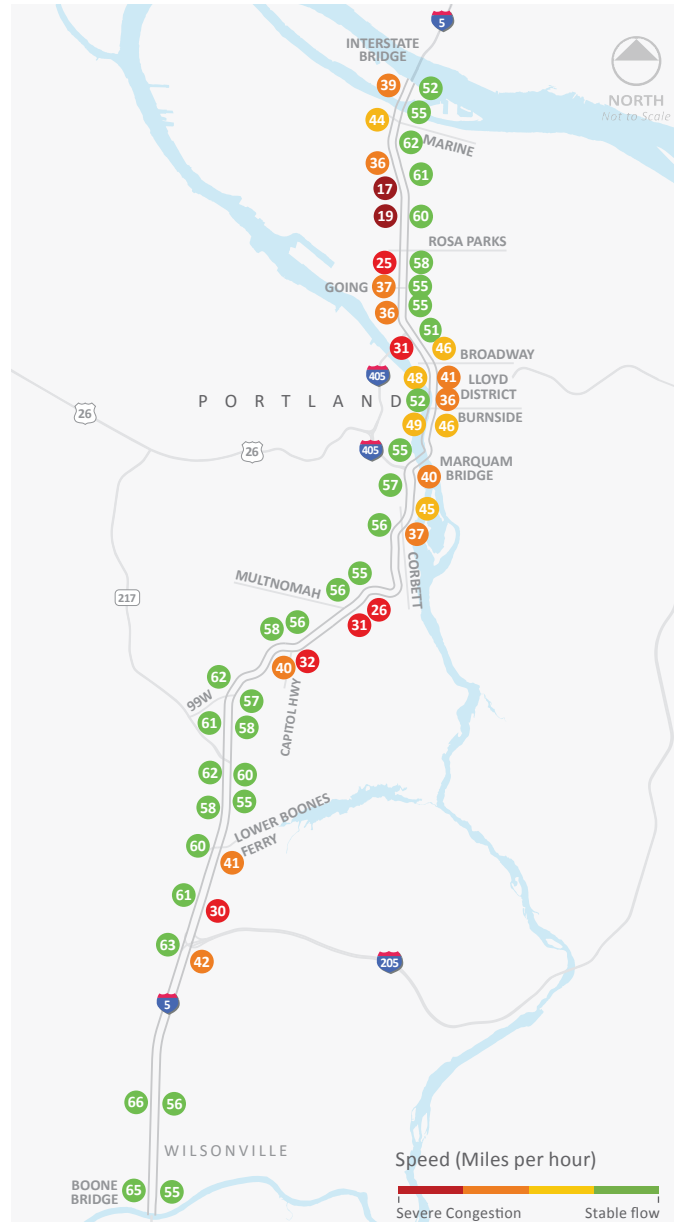 5
INTERSTATE
BRIDGE
NORTH
Not to Scale
39
52
55
44
MARINE
62
36
61
17
19
60
ROSA PARKS
25
58
GOING
37
55
36
55
51
31
46
BROADWAY
405
48
41
LLOYD
DISTRICT
PORTLAND
52
36
26
BURNSIDE
49
46
26
405
55
MARQUAM
BRIDGE
40
57
45
56
37
CORBETT
MULTNOMAH
55
56
217
26
31
58
56
32
40
CAPITOL HWY
62
99W
57
61
58
62
60
58
55
LOWER BOONES
FERRY
60
41
61
30
63
42
205
5
66
56
WILSONVILLE
BOONE
BRIDGE
65
55
Speed (Miles per hour)
Severe Congestion
Stable flow